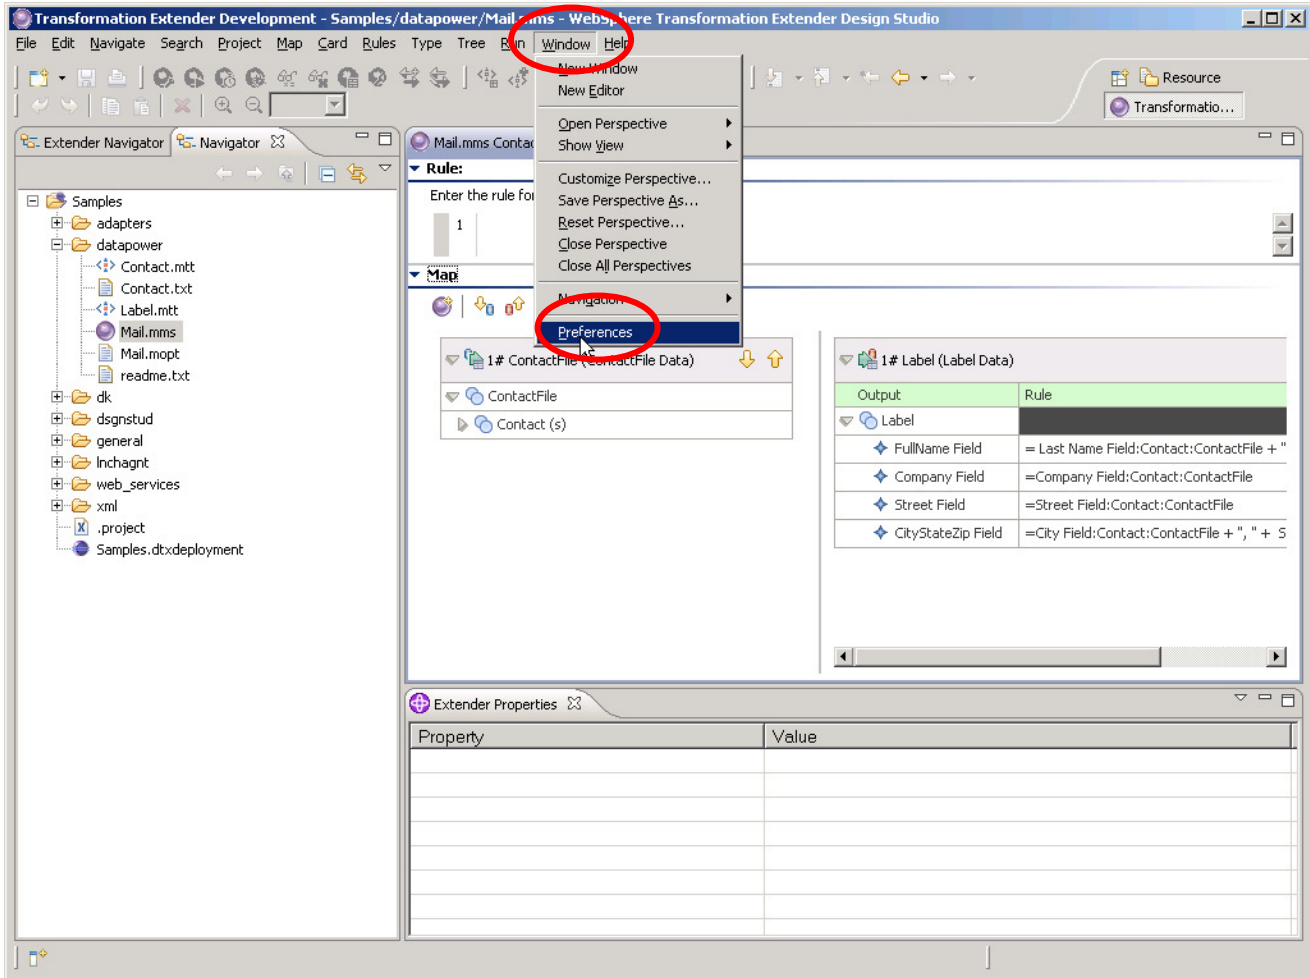 Transformation Extender Development - Samples/datapower/Mail.mms - WebSphere Transformation Extender Design Studio
File Edit Navigate Search Project Map Card Rules Type Tree Run Window Help
New Window
New Editor
Open Perspective
Show View
Customize Perspective...
Save Perspective As...
Reset Perspective...
Close Perspective
Close All Perspectives
Navigation
Preferences
Resource
Transformatio...
Extender Navigator
Navigator
Samples
adapters
datapower
Contact.mtt
Contact.txt
Label.mtt
Mail.mms
Mail.mopt
readme.txt
dk
dsgnstud
general
lnchagnt
web_services
xml
.project
Samples.dtxdeployment
Mail.mms Contac
Rule:
Enter the rule for
1
Map
1# ContactFile (ContactFile Data)
ContactFile
Contact (s)
1# Label (Label Data)
Output Rule
Label
FullName Field = Last Name Field:Contact:ContactFile + "
Company Field =Company Field:Contact:ContactFile
Street Field =Street Field:Contact:ContactFile
CityStateZip Field =City Field:Contact:ContactFile + ", " + S
Extender Properties
Property Value